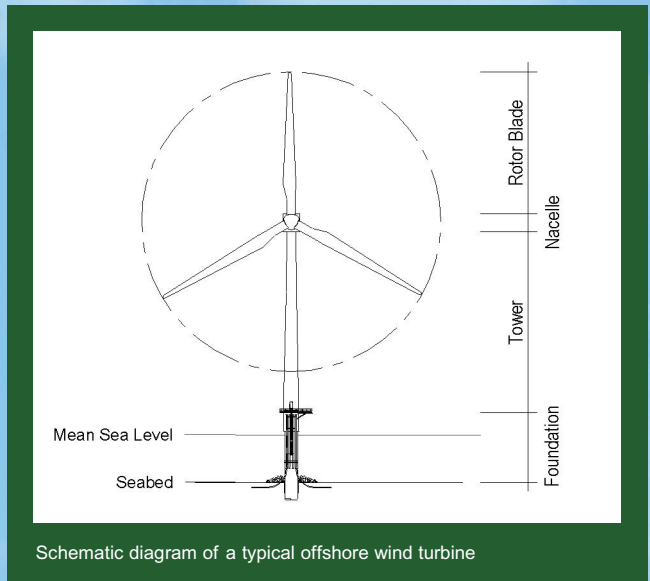 Rotor Blade
Nacelle
Tower
Foundation
Mean Sea Level
Seabed
Schematic diagram of a typical offshore wind turbine